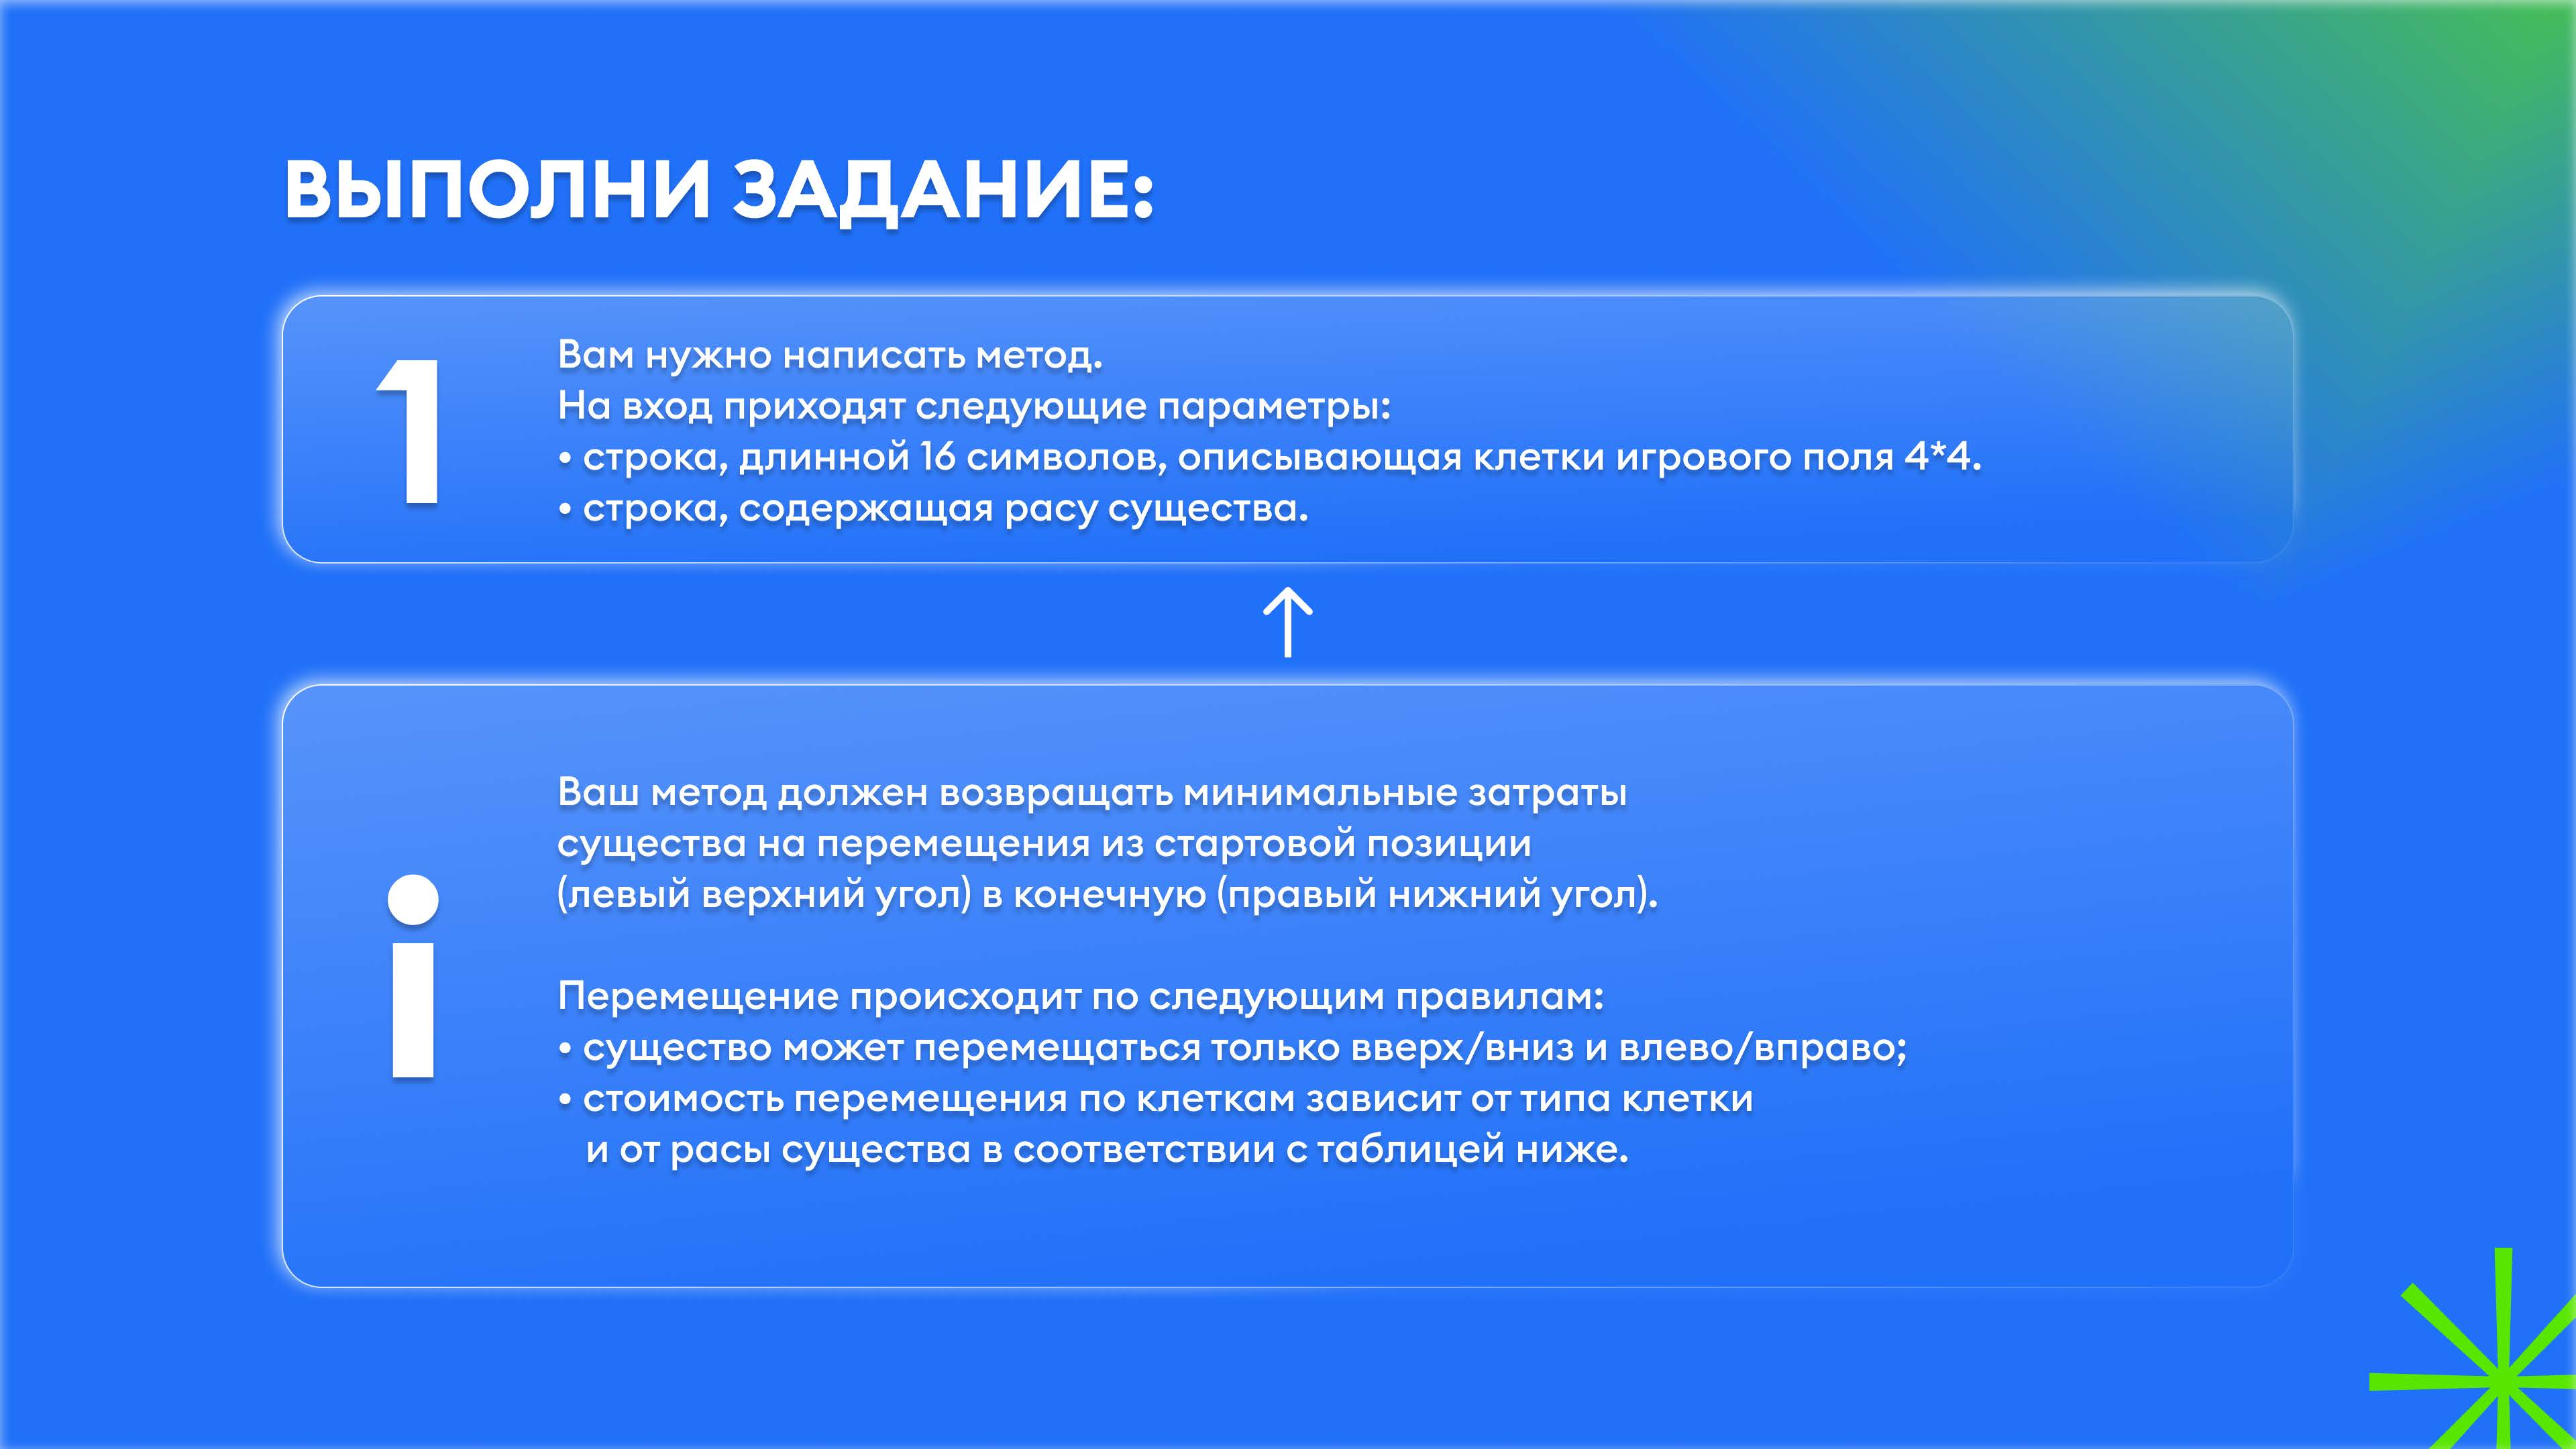 ВЫПОЛНИ ЗАДАНИЕ:
1
Вам нужно написать метод.
На вход приходят следующие параметры:
• строка, длинной 16 символов, описывающая клетки игрового поля 4*4.
• строка, содержащая расу существа.
i
Ваш метод должен возвращать минимальные затраты
существа на перемещения из стартовой позиции
(левый верхний угол) в конечную (правый нижний угол).
Перемещение происходит по следующим правилам:
• существо может перемещаться только вверх/вниз и влево/вправо;
• стоимость перемещения по клеткам зависит от типа клетки
и от расы существа в соответствии с таблицей ниже.